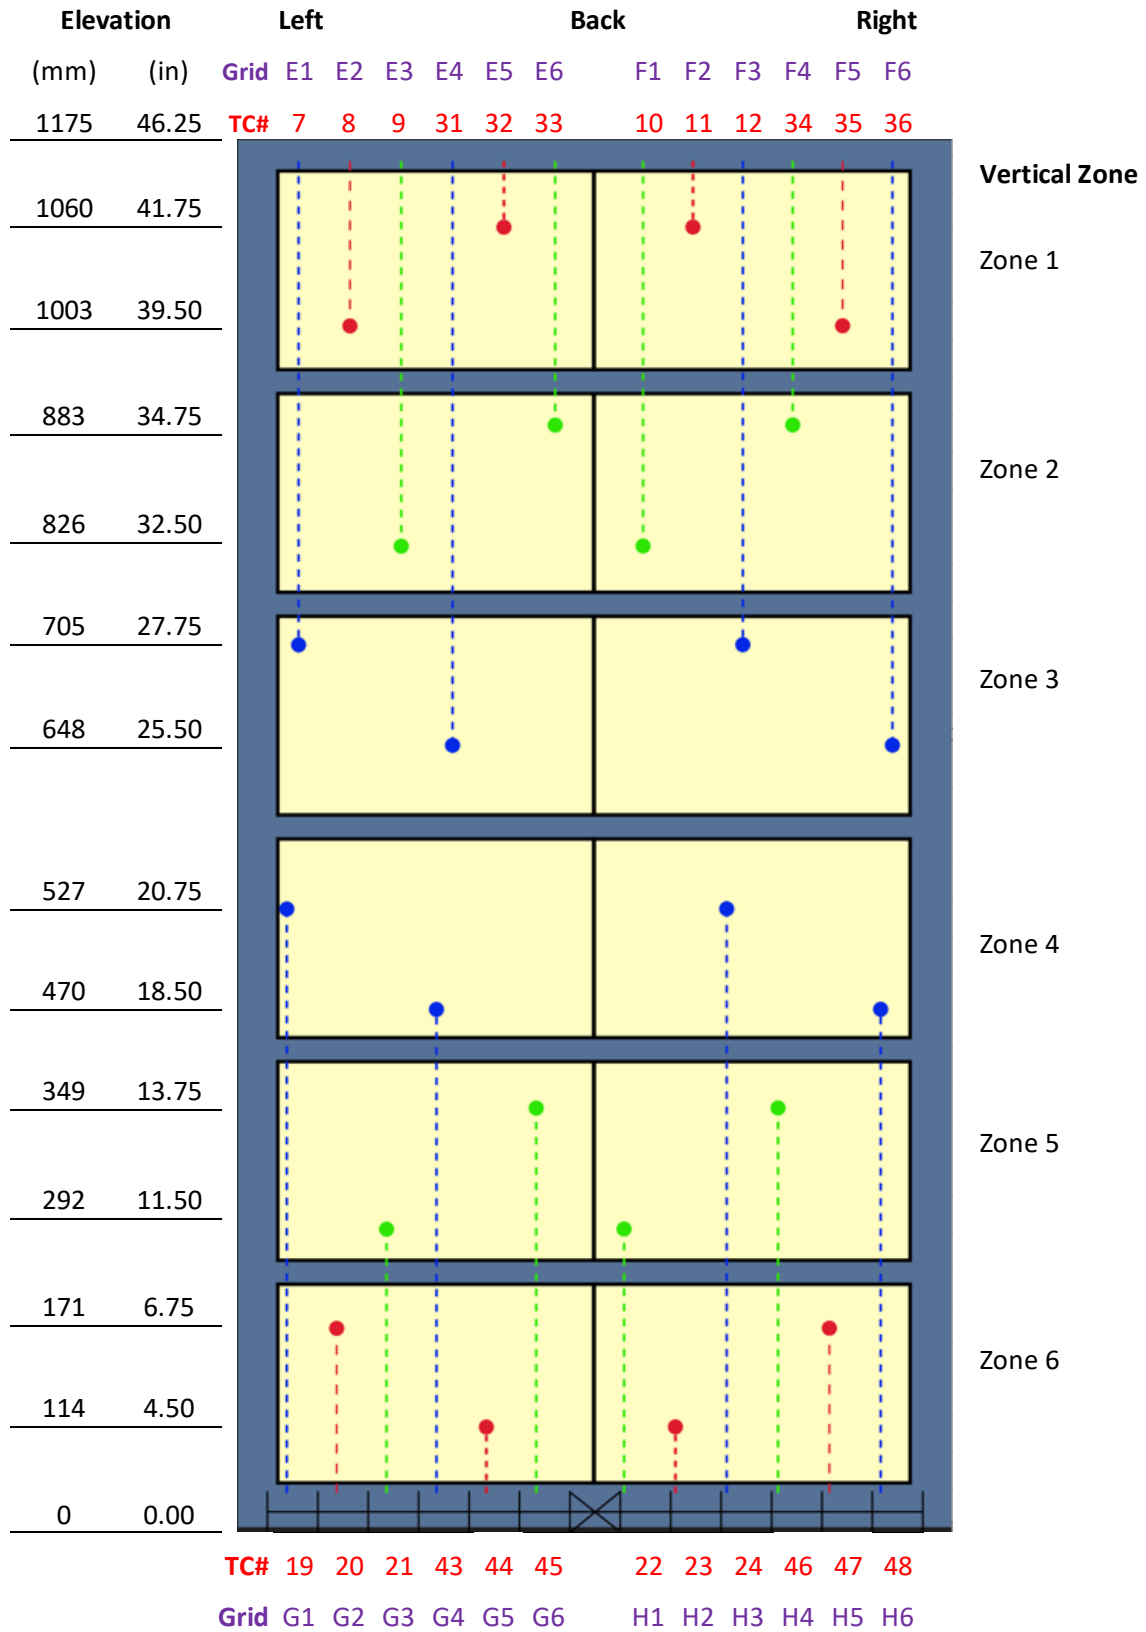 Elevation Left Back Right
(mm) (in) Grid E1 E2 E3 E4 E5 E6 F1 F2 F3 F4 F5 F6
1175 46.25 TC# 7 8 9 31 32 33 10 11 12 34 35 36
Vertical Zone
1060 41.75
Zone 1
1003 39.50
883 34.75
Zone 2
826 32.50
705 27.75
Zone 3
648 25.50
527 20.75
Zone 4
470 18.50
349 13.75
Zone 5
292 11.50
171 6.75
Zone 6
114 4.50
0 0.00
TC# 19 20 21 43 44 45 22 23 24 46 47 48
Grid G1 G2 G3 G4 G5 G6 H1 H2 H3 H4 H5 H6